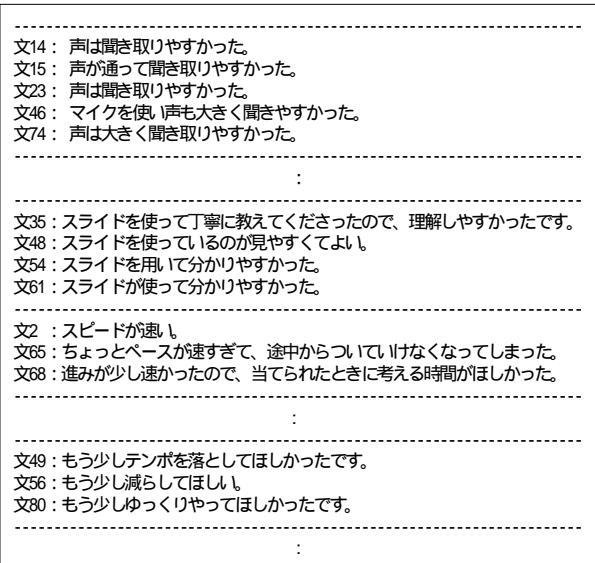 --------------------------------------------------------------------
文14： 声は聞き取りやすかった。
文15： 声が通って聞き取りやすかった。
文23： 声は聞き取りやすかった。
文46： マイクを使い声も大きく聞きやすかった。
文74： 声は大きく聞き取りやすかった。
--------------------------------------------------------------------
：
--------------------------------------------------------------------
文35：スライドを使って丁寧に教えてくださったので、理解しやすかったです。
文48：スライドを使っているのが見やすくてよい。
文54：スライドを用いて分かりやすかった。
文61：スライドが使って分かりやすかった。
--------------------------------------------------------------------
文2 ：スピードが速い。
文65：ちょっとペースが速すぎて、途中からついていけなくなってしまった。
文68：進みが少し速かったので、当てられたときに考える時間がほしかった。
--------------------------------------------------------------------
：
--------------------------------------------------------------------
文49：もう少しテンポを落としてほしかったです。
文56：もう少し減らしてほしい。
文80：もう少しゆっくりやってほしかったです。
--------------------------------------------------------------------
：